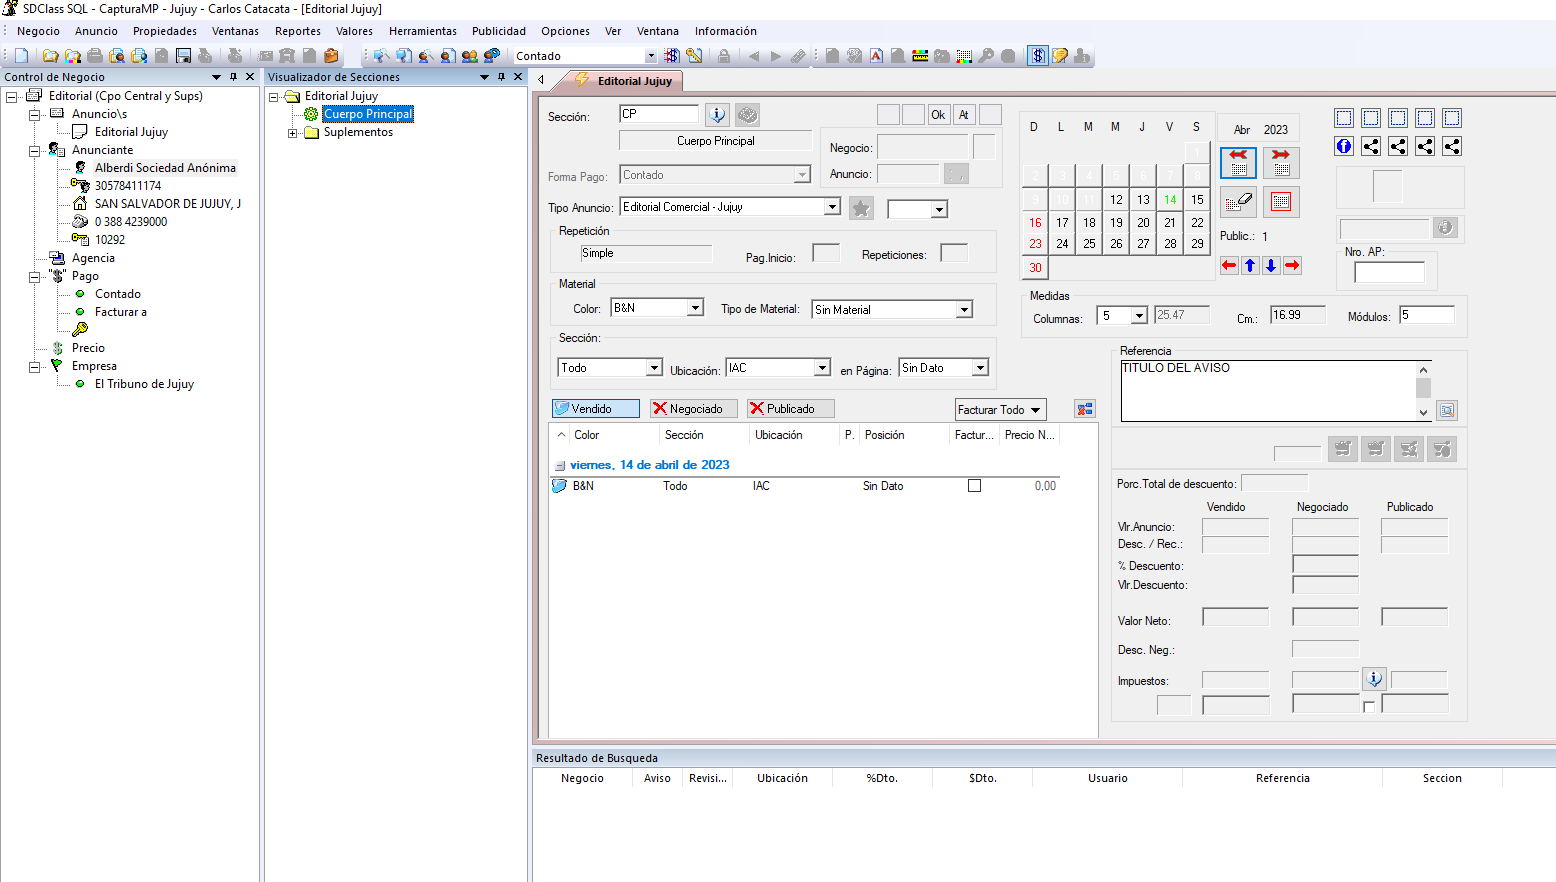 SDClass SQL - CapturaMP - Jujuy - Carlos Catacata - [Editorial Jujuy]
Negocio Anuncio Propiedades Ventanas Reportes Valores Herramientas Publicidad Opciones Ver Ventana Información
Contado
Control de Negocio
Editorial (Cpo Central y Sups)
Anuncio\s
Editorial Jujuy
Anunciante
Alberdi Sociedad Anónima
30578411174
SAN SALVADOR DE JUJUY, J
0 388 4239000
10292
Agencia
Pago
Contado
Facturar a
Precio
Empresa
El Tribuno de Jujuy
Visualizador de Secciones
Editorial Jujuy
Cuerpo Principal
Suplementos
Editorial Jujuy
Sección: CP
Cuerpo Principal
Forma Pago: Contado
Tipo Anuncio: Editorial Comercial - Jujuy
Ok At
Negocio:
Anuncio:
Repetición
Simple Pag.Inicio: Repeticiones:
Material
Color: B&N Tipo de Material: Sin Material
Sección:
Todo Ubicación: IAC en Página: Sin Dato
Vendido Negociado Publicado Facturar Todo
Color Sección Ubicación P. Posición Factur... Precio N...
viernes, 14 de abril de 2023
B&N Todo IAC Sin Dato 0,00
D L M M J V S
1
2 3 4 5 6 7 8
9 10 11 12 13 14 15
16 17 18 19 20 21 22
23 24 25 26 27 28 29
30
Abr 2023
Public.: 1
Nro. AP:
Medidas
Columnas: 5 25.47 Cm.: 16.99 Módulos: 5
Referencia
TITULO DEL AVISO
Porc.Total de descuento:
Vendido Negociado Publicado
Vlr.Anuncio:
Desc. / Rec.:
% Descuento:
Vlr.Descuento:
Valor Neto:
Desc. Neg.:
Impuestos:
Resultado de Busqueda
Negocio Aviso Revisi... Ubicación %Dto. $Dto. Usuario Referencia Seccion